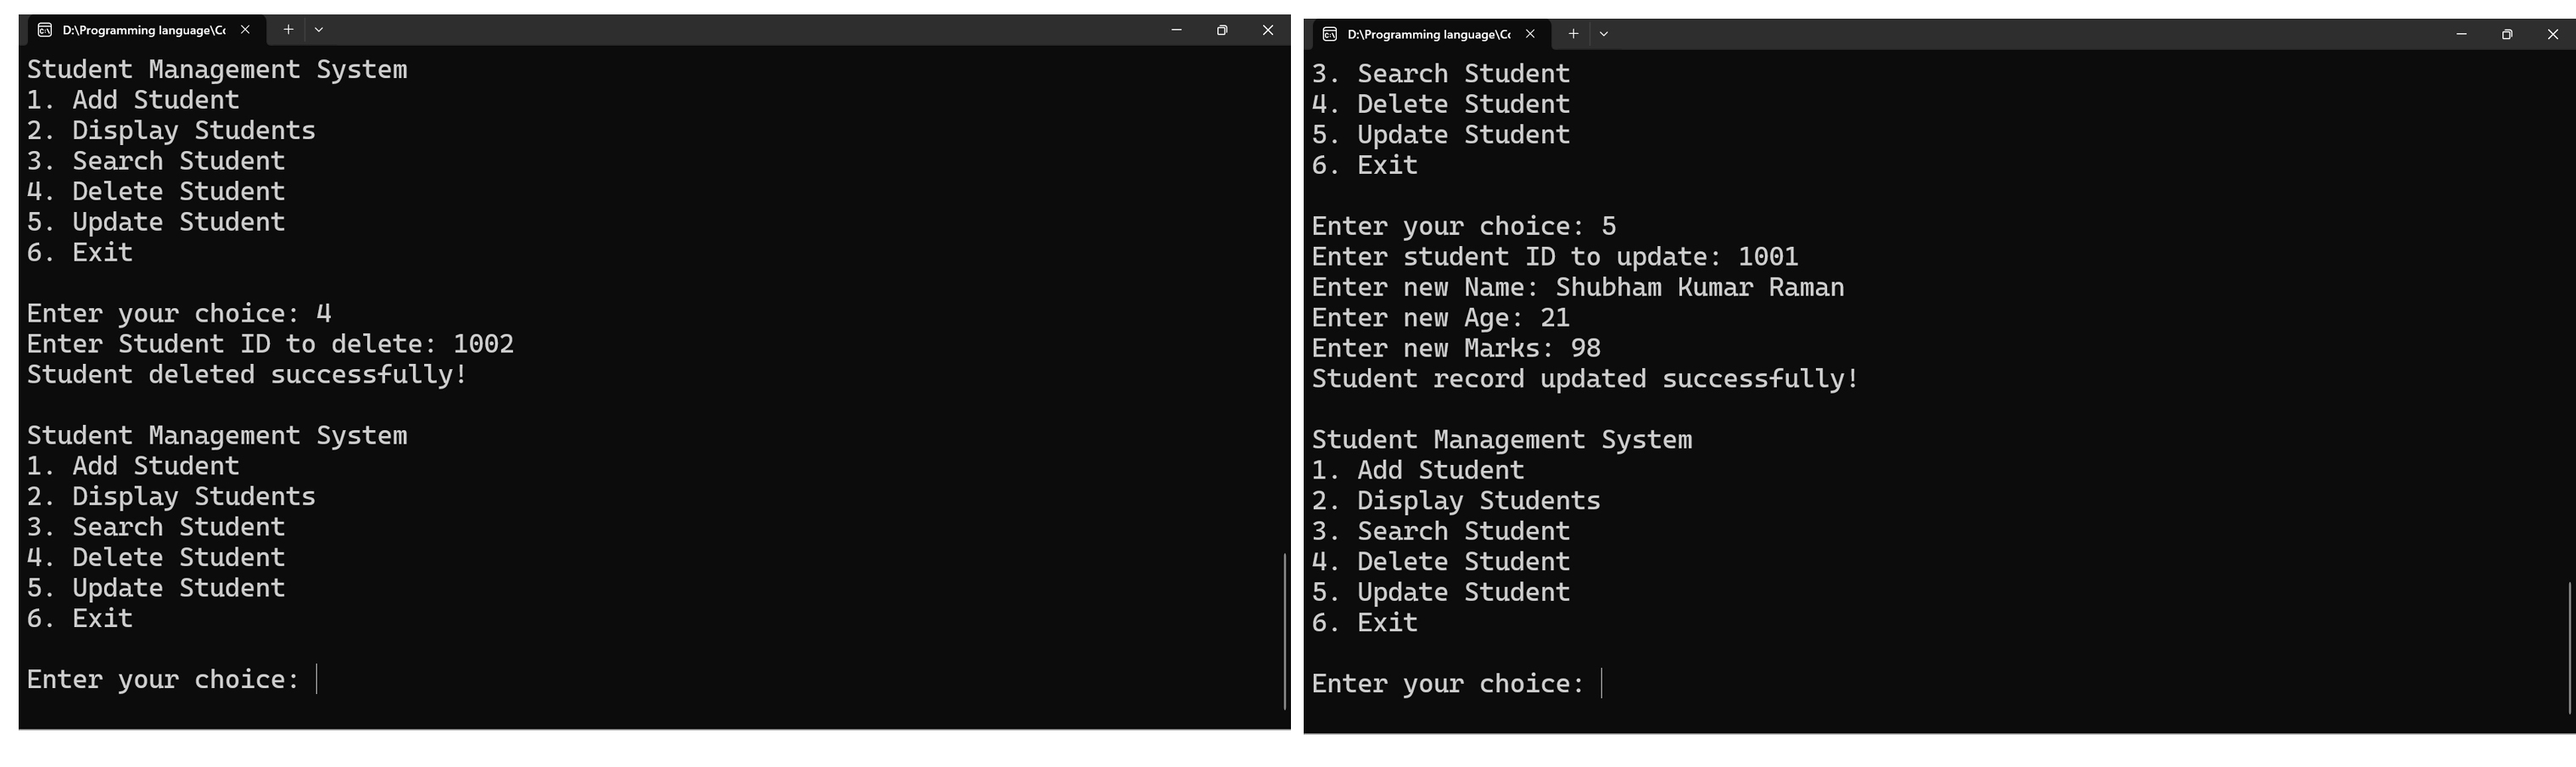 D:\Programming language\Co
Student Management System
1. Add Student
2. Display Students
3. Search Student
4. Delete Student
5. Update Student
6. Exit
Enter your choice: 4
Enter Student ID to delete: 1002
Student deleted successfully!
Student Management System
1. Add Student
2. Display Students
3. Search Student
4. Delete Student
5. Update Student
6. Exit
Enter your choice:
D:\Programming language\Co
3. Search Student
4. Delete Student
5. Update Student
6. Exit
Enter your choice: 5
Enter student ID to update: 1001
Enter new Name: Shubham Kumar Raman
Enter new Age: 21
Enter new Marks: 98
Student record updated successfully!
Student Management System
1. Add Student
2. Display Students
3. Search Student
4. Delete Student
5. Update Student
6. Exit
Enter your choice: